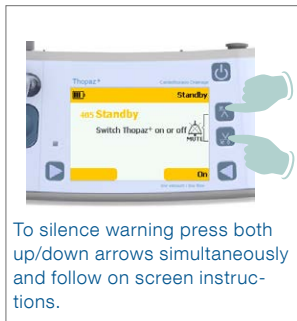 Thopaz+
Standby
405 Standby
Switch Thopaz+ on or off
MUTE
On
To silence warning press both
up/down arrows simultaneously
and follow on screen instruc-
tions.